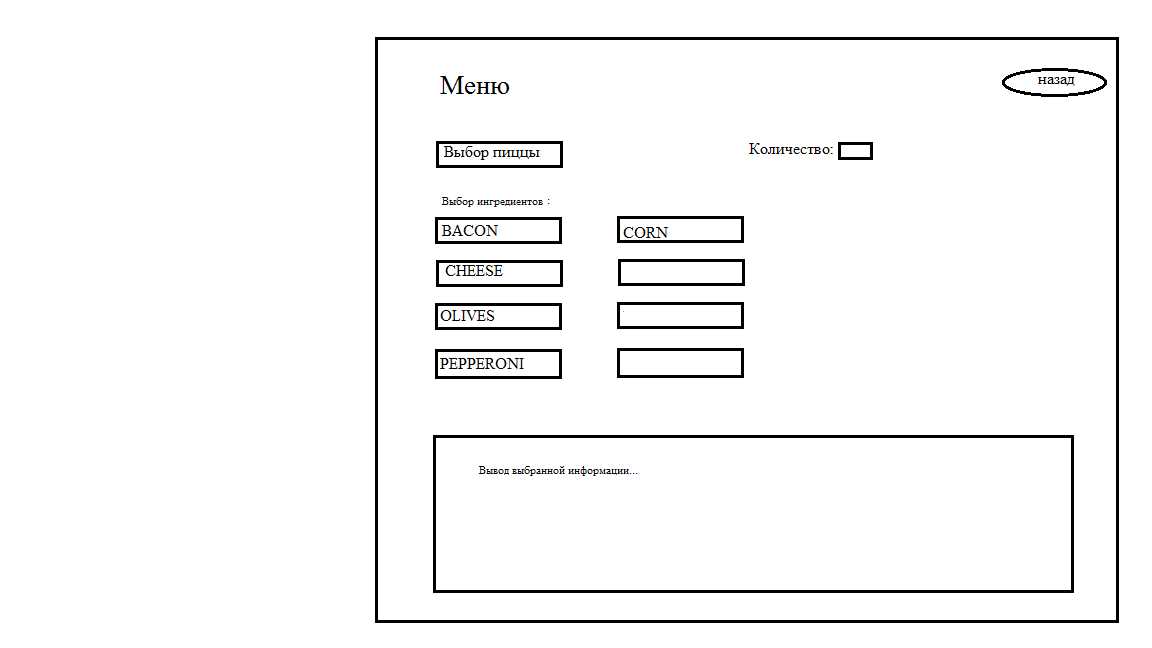 Меню
назад
Выбор пиццы
Количество:
Выбор ингредиентов :
BACON
CORN
CHEESE
OLIVES
PEPPERONI
Вывод выбранной информации...